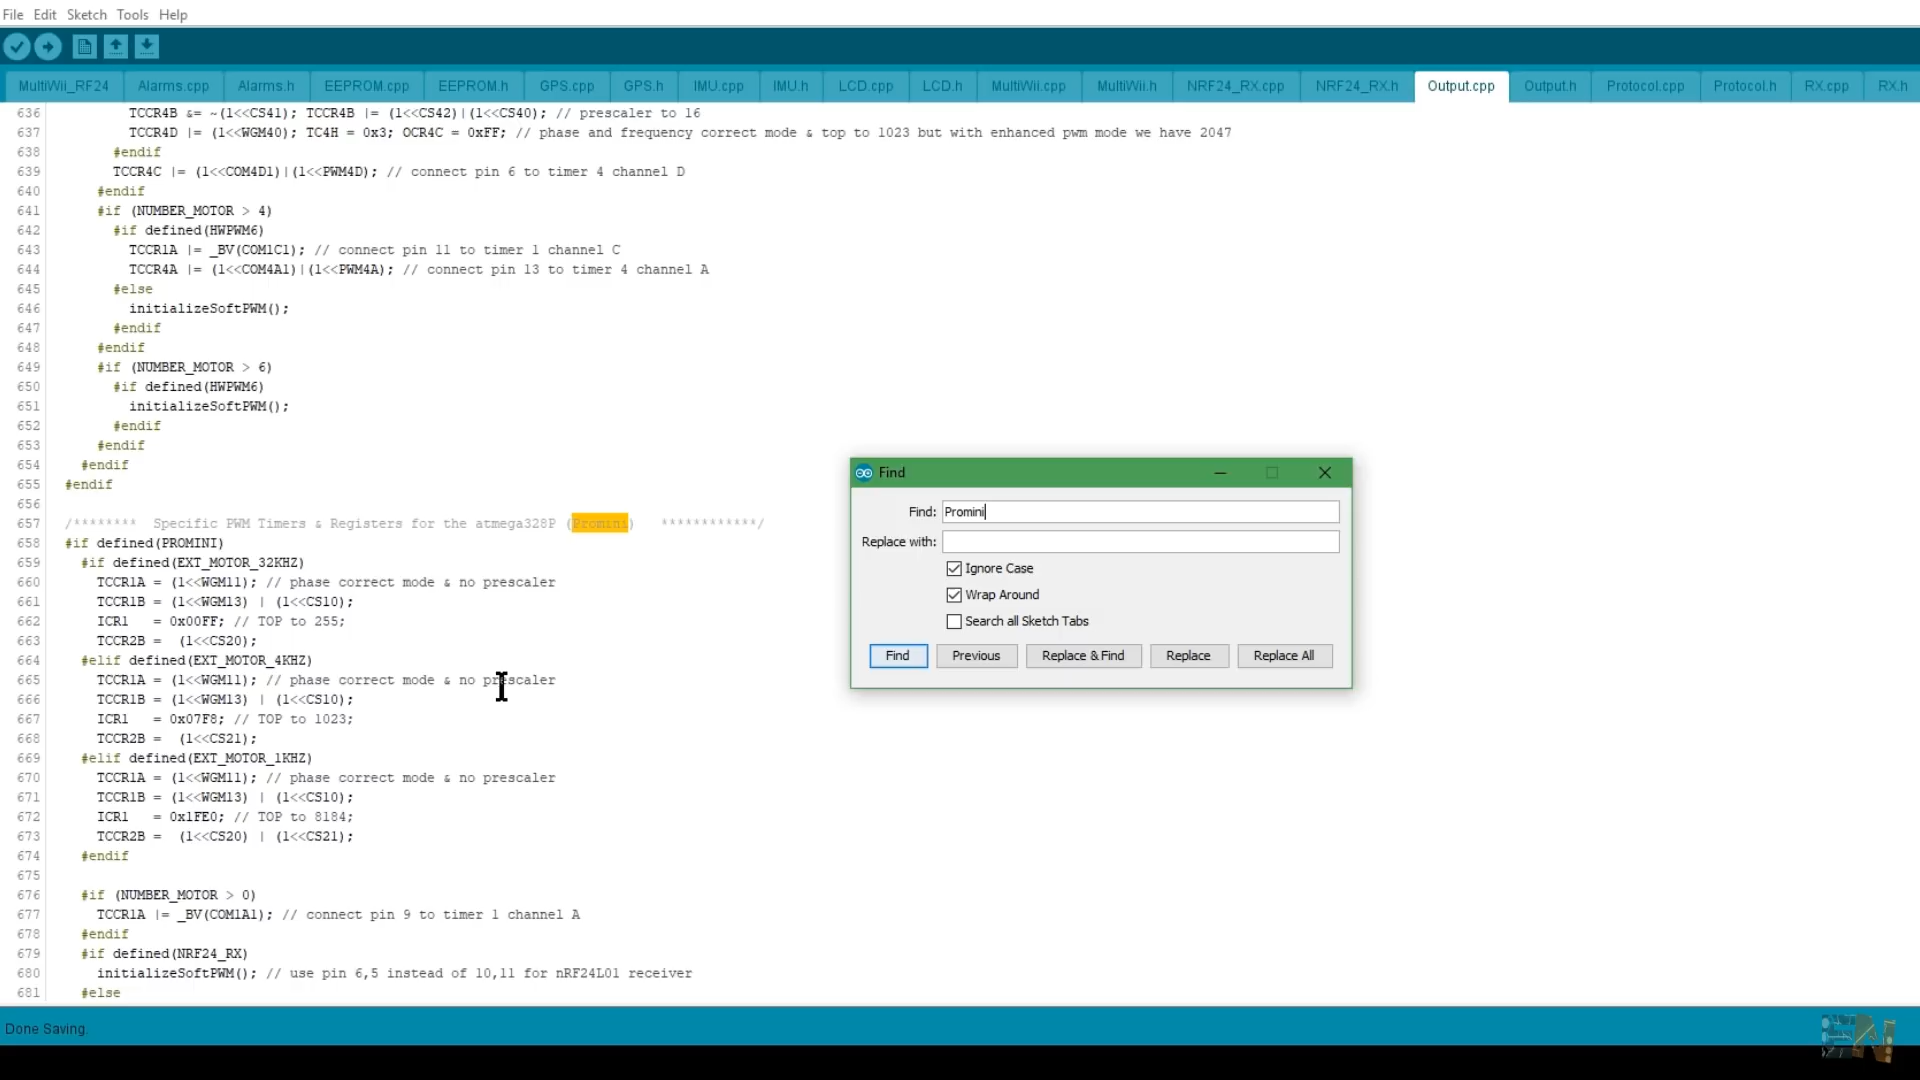 File Edit Sketch Tools Help
MultiWii_RF24 Alarms.cpp Alarms.h EEPROM.cpp EEPROM.h GPS.cpp GPS.h IMU.cpp IMU.h LCD.cpp LCD.h MultiWii.cpp MultiWii.h NRF24_RX.cpp NRF24_RX.h Output.cpp Output.h Protocol.cpp Protocol.h RX.cpp RX.h
636 TCCR4B &= ~(1<<CS41); TCCR4B |= (1<<CS42)|(1<<CS40); // prescaler to 16
637 TCCR4D |= (1<<WGM40); TC4H = 0x3; OCR4C = 0xFF; // phase and frequency correct mode & top to 1023 but with enhanced pwm mode we have 2047
638 #endif
639 TCCR4C |= (1<<COM4D1)|(1<<PWM4D); // connect pin 6 to timer 4 channel D
640 #endif
641 #if (NUMBER_MOTOR > 4)
642 #if defined(HWPWM6)
643 TCCR1A |= _BV(COM1C1); // connect pin 11 to timer 1 channel C
644 TCCR4A |= (1<<COM4A1)|(1<<PWM4A); // connect pin 13 to timer 4 channel A
645 #else
646 initializeSoftPWM();
647 #endif
648 #endif
649 #if (NUMBER_MOTOR > 6)
650 #if defined(HWPWM6)
651 initializeSoftPWM();
652 #endif
653 #endif
654 #endif
655 #endif
656
657 /******** Specific PWM Timers & Registers for the atmega328P (Promini) ************/
658 #if defined(PROMINI)
659 #if defined(EXT_MOTOR_32KHZ)
660 TCCR1A = (1<<WGM11); // phase correct mode & no prescaler
661 TCCR1B = (1<<WGM13) | (1<<CS10);
662 ICR1 = 0x00FF; // TOP to 255;
663 TCCR2B = (1<<CS20);
664 #elif defined(EXT_MOTOR_4KHZ)
665 TCCR1A = (1<<WGM11); // phase correct mode & no prescaler
666 TCCR1B = (1<<WGM13) | (1<<CS10);
667 ICR1 = 0x07F8; // TOP to 1023;
668 TCCR2B = (1<<CS21);
669 #elif defined(EXT_MOTOR_1KHZ)
670 TCCR1A = (1<<WGM11); // phase correct mode & no prescaler
671 TCCR1B = (1<<WGM13) | (1<<CS10);
672 ICR1 = 0x1FE0; // TOP to 8184;
673 TCCR2B = (1<<CS20) | (1<<CS21);
674 #endif
675
676 #if (NUMBER_MOTOR > 0)
677 TCCR1A |= _BV(COM1A1); // connect pin 9 to timer 1 channel A
678 #endif
679 #if defined(NRF24_RX)
680 initializeSoftPWM(); // use pin 6,5 instead of 10,11 for nRF24L01 receiver
681 #else
Find
Find: Promini
Replace with:
Ignore Case
Wrap Around
Search all Sketch Tabs
Find Previous Replace & Find Replace Replace All
Done Saving.
EN